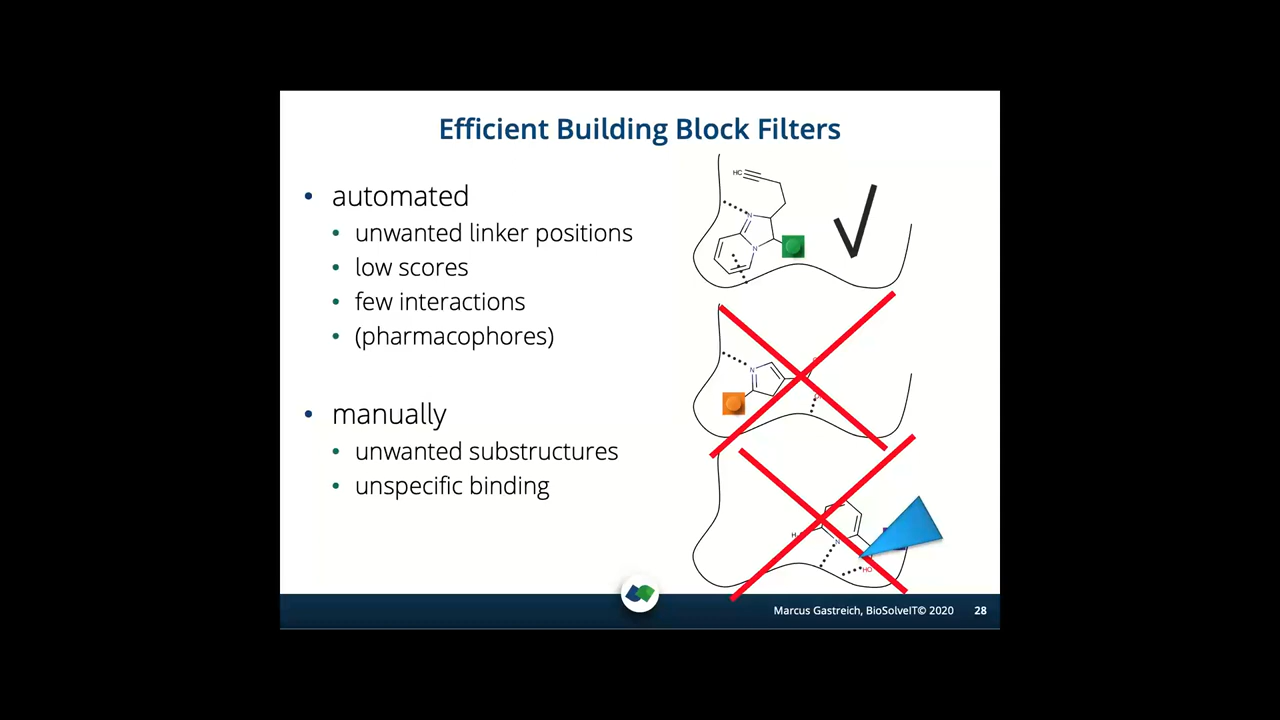 Efficient Building Block Filters
• automated
• unwanted linker positions
• low scores
• few interactions
• (pharmacophores)
• manually
• unwanted substructures
• unspecific binding
HC
N
N
N
N
HO
Marcus Gastreich, BioSolveIT© 2020 28